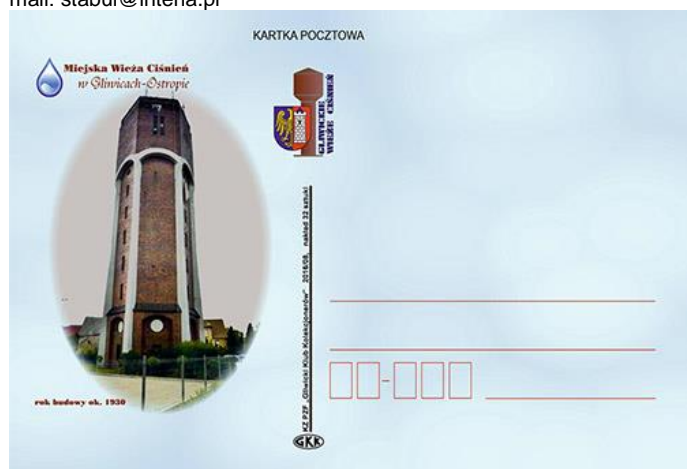 mail: stabur@interia.pl
KARTKA POCZTOWA
Miejska Wieża Ciśnień
w Gliwicach-Ostropie
GLIWICKIE
WIEŻE CIŚNIEŃ
KZ PZF „Gliwicki Klub Kolekcjonerów" 2016/08, nakład 32 sztuki
rok budowy ok. 1930
GKK